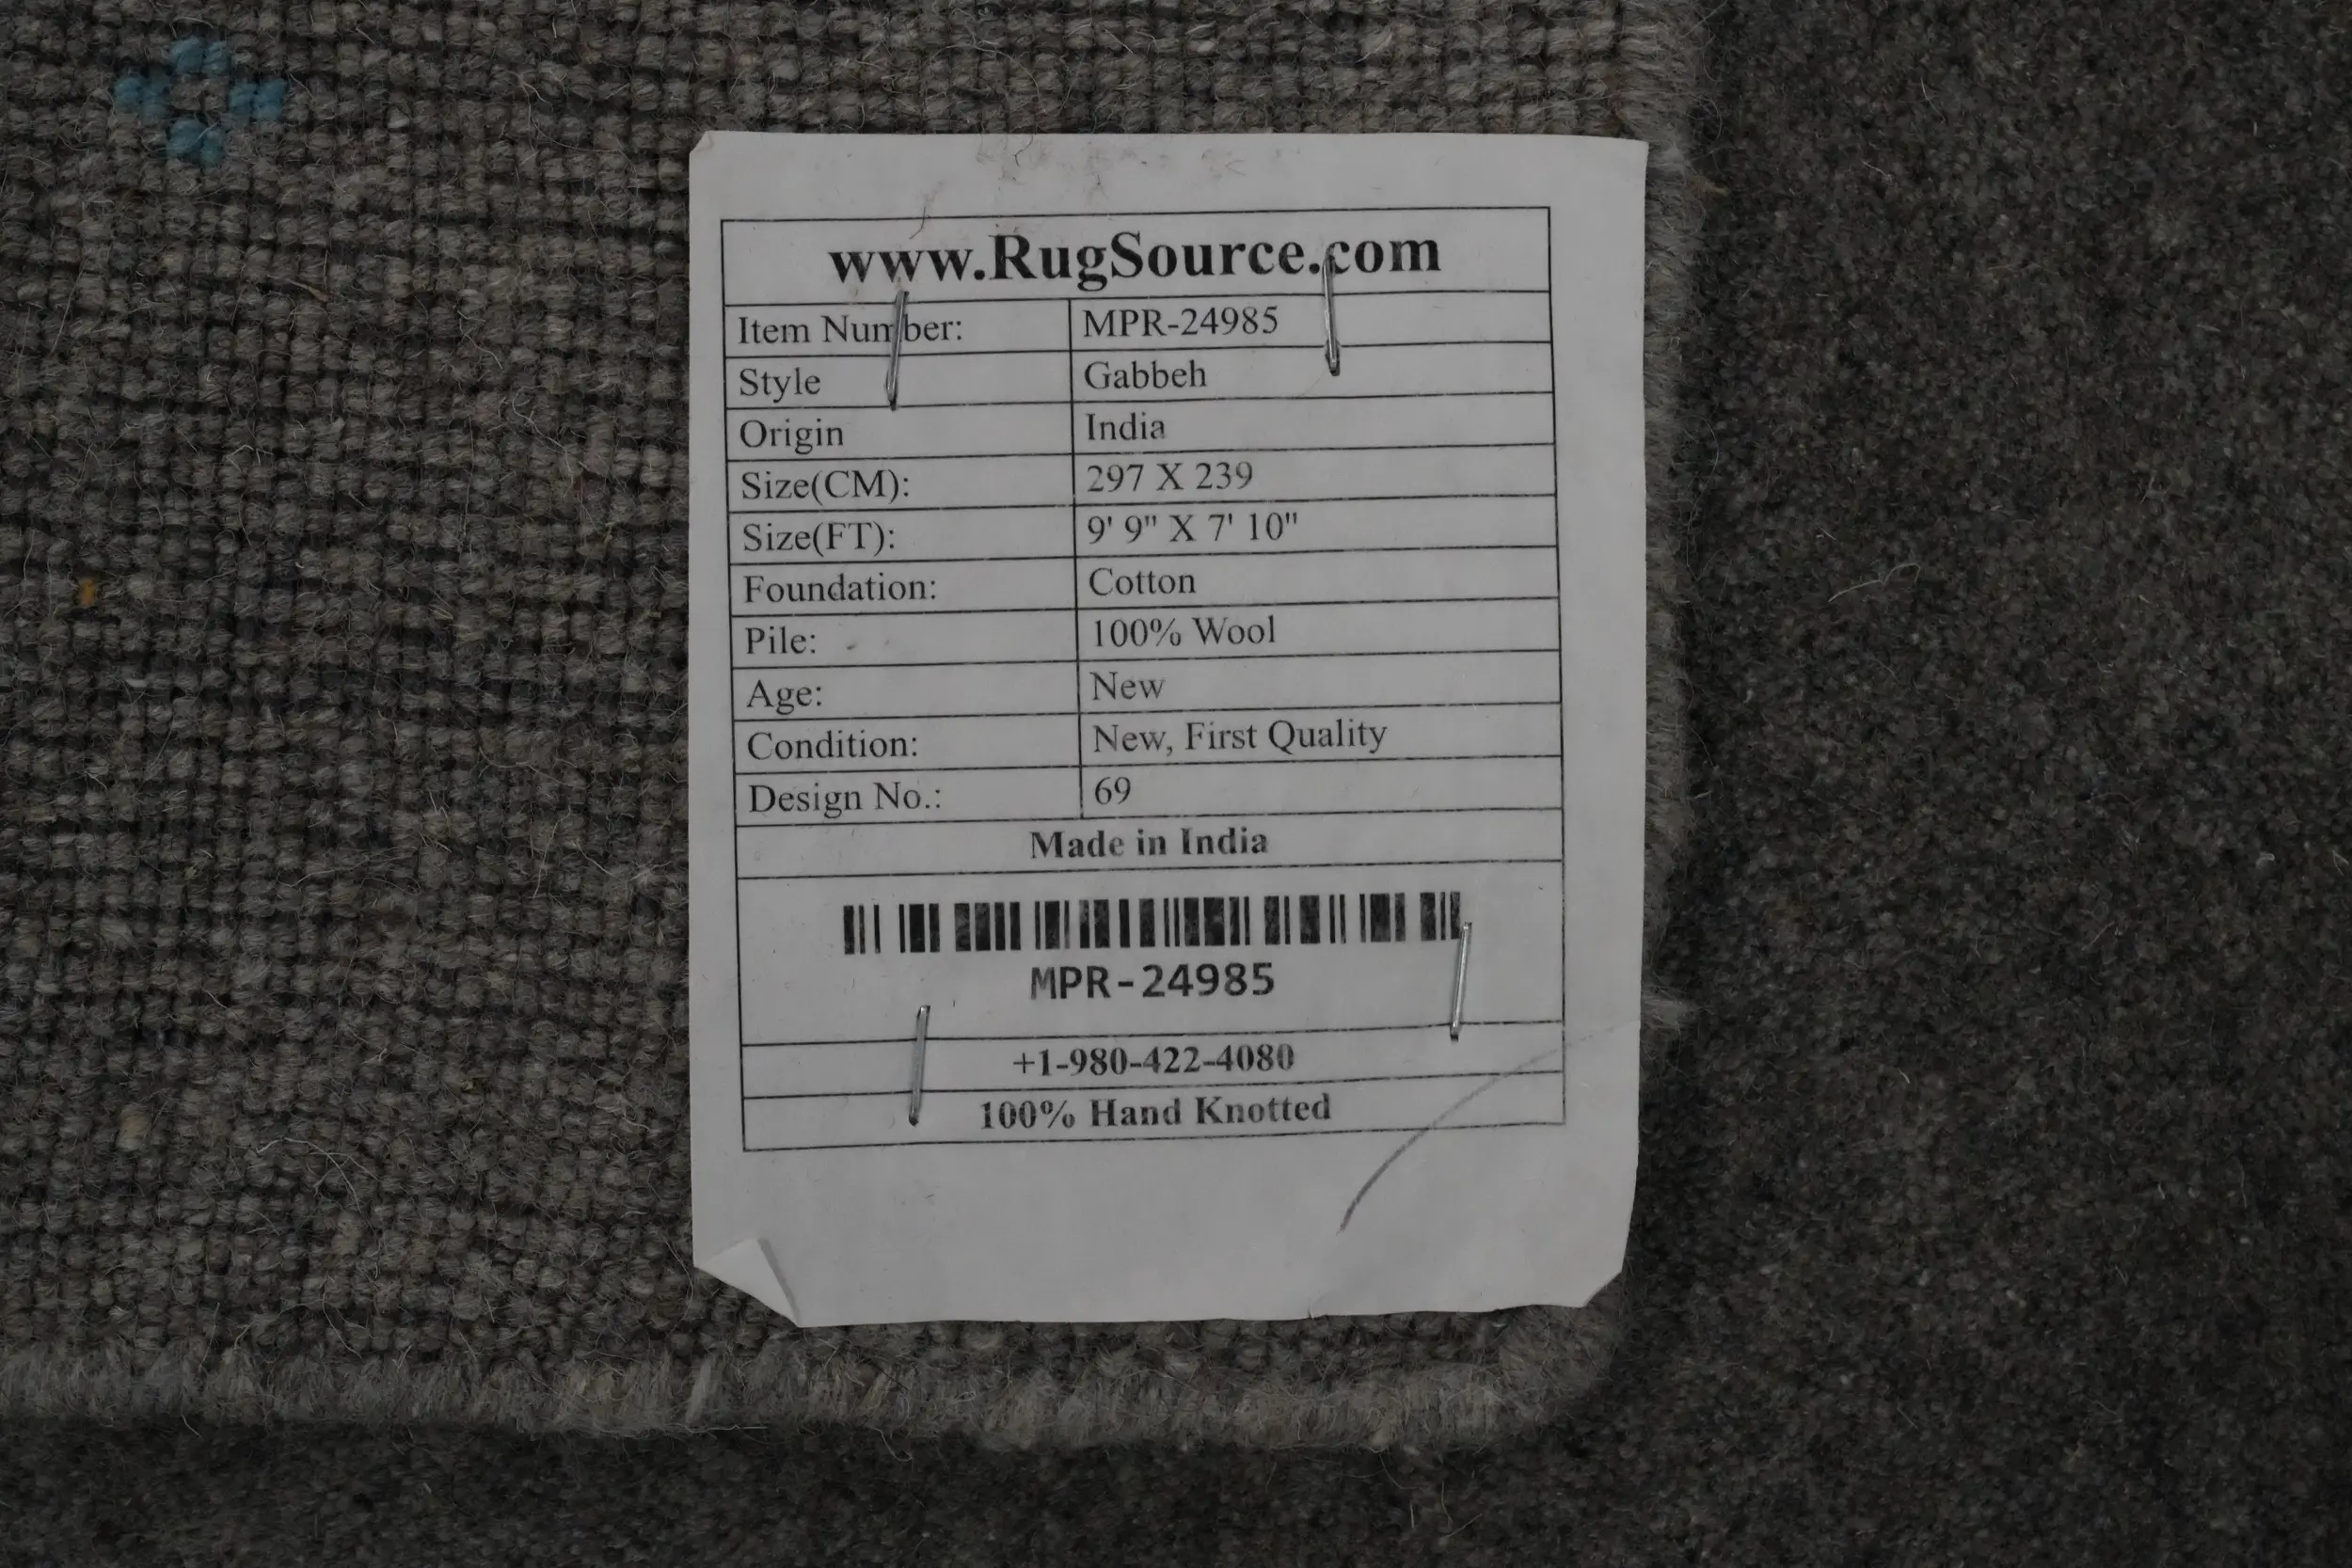 www.RugSource.com
Item Number: MPR-24985
Style Gabbeh
Origin India
Size(CM): 297 X 239
Size(FT): 9' 9" X 7' 10"
Foundation: Cotton
Pile: 100% Wool
Age: New
Condition: New, First Quality
Design No.: 69
Made in India
MPR-24985
+1-980-422-4080
100% Hand Knotted